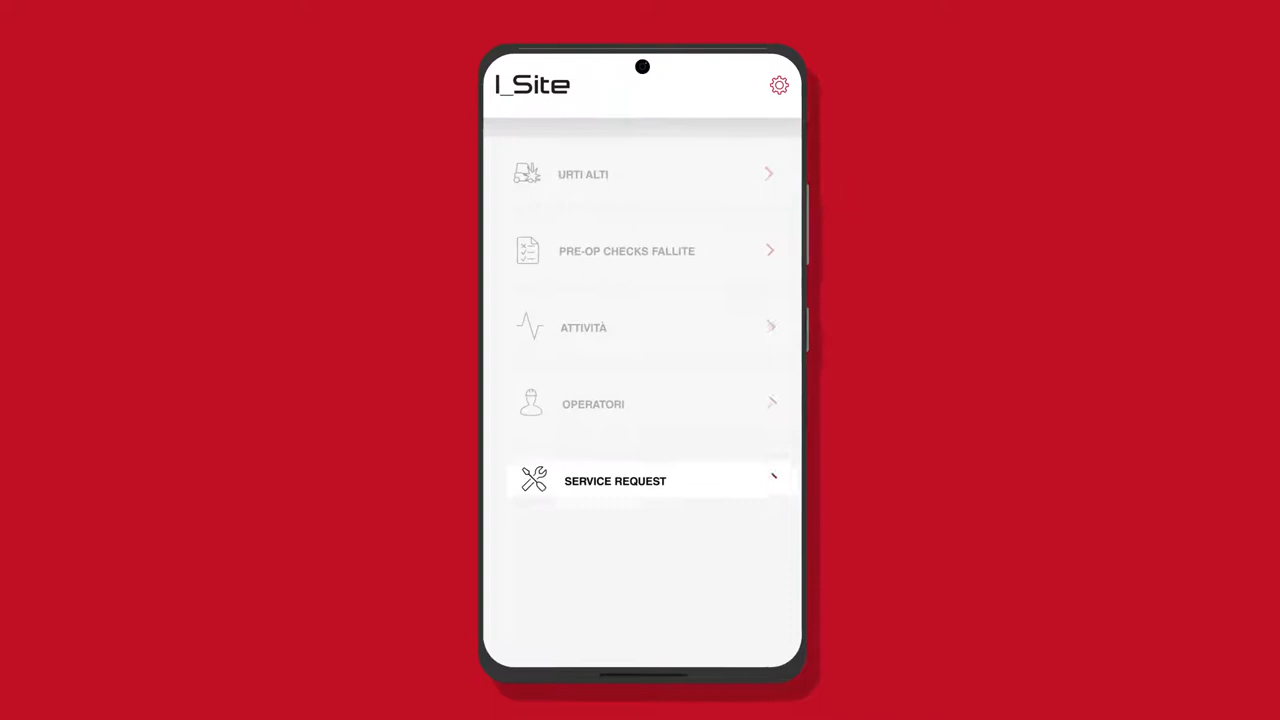 I_Site
URTI ALTI
PRE-OP CHECKS FALLITE
ATTIVITÀ
OPERATORI
SERVICE REQUEST